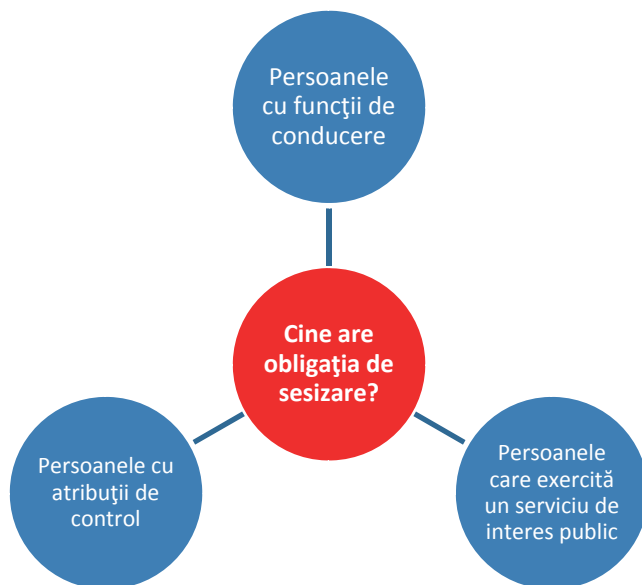 Persoanele
cu funcţii de
conducere
Cine are
obligaţia de
sesizare?
Persoanele cu
atribuţii de
control
Persoanele
care exercită
un serviciu de
interes public